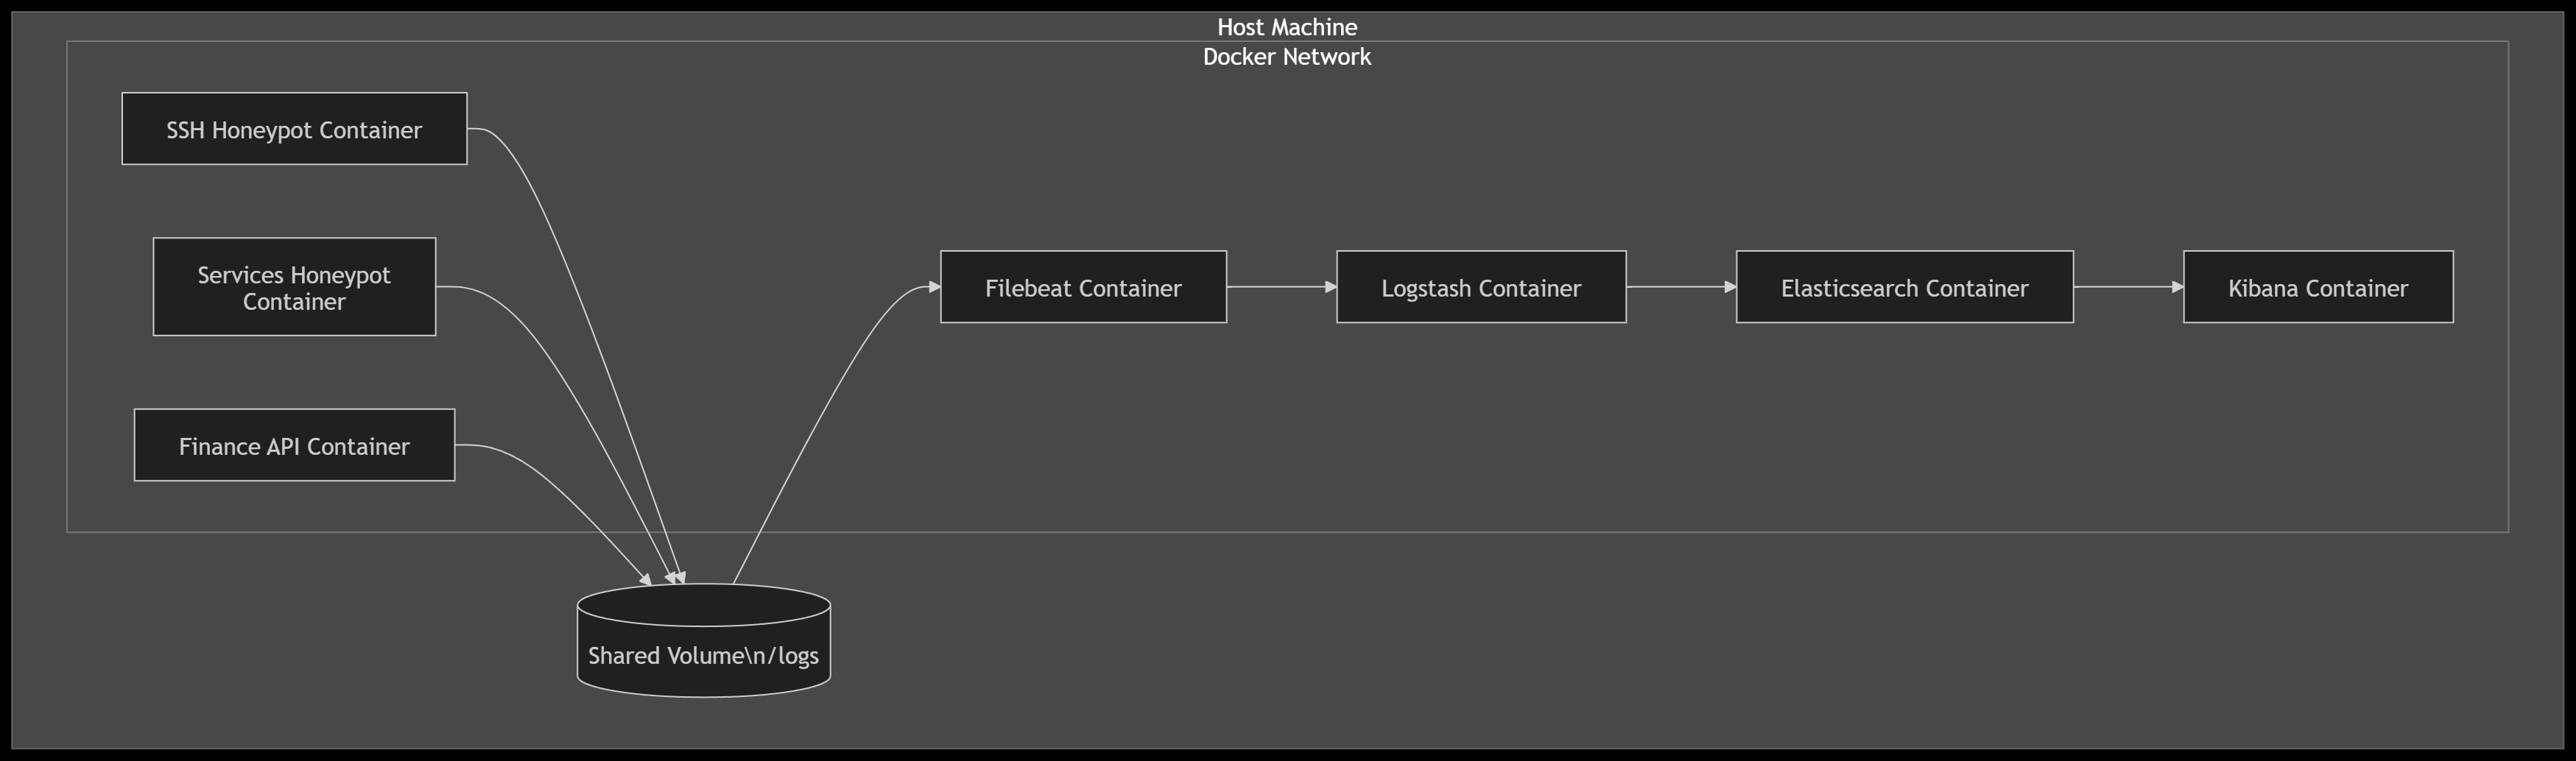 Host Machine
Docker Network
SSH Honeypot Container
Services Honeypot
Container
Finance API Container
Filebeat Container
Logstash Container
Elasticsearch Container
Kibana Container
Shared Volume\n/logs